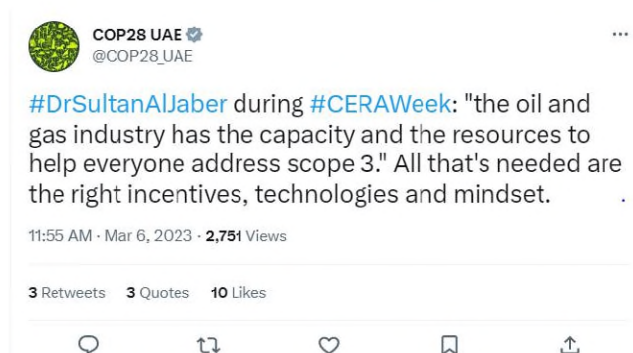 COP28 UAE
@COP28_UAE
#DrSultanAlJaber during #CERAWeek: "the oil and
gas industry has the capacity and the resources to
help everyone address scope 3." All that's needed are
the right incentives, technologies and mindset.
11:55 AM · Mar 6, 2023 · 2,751 Views
3 Retweets 3 Quotes 10 Likes